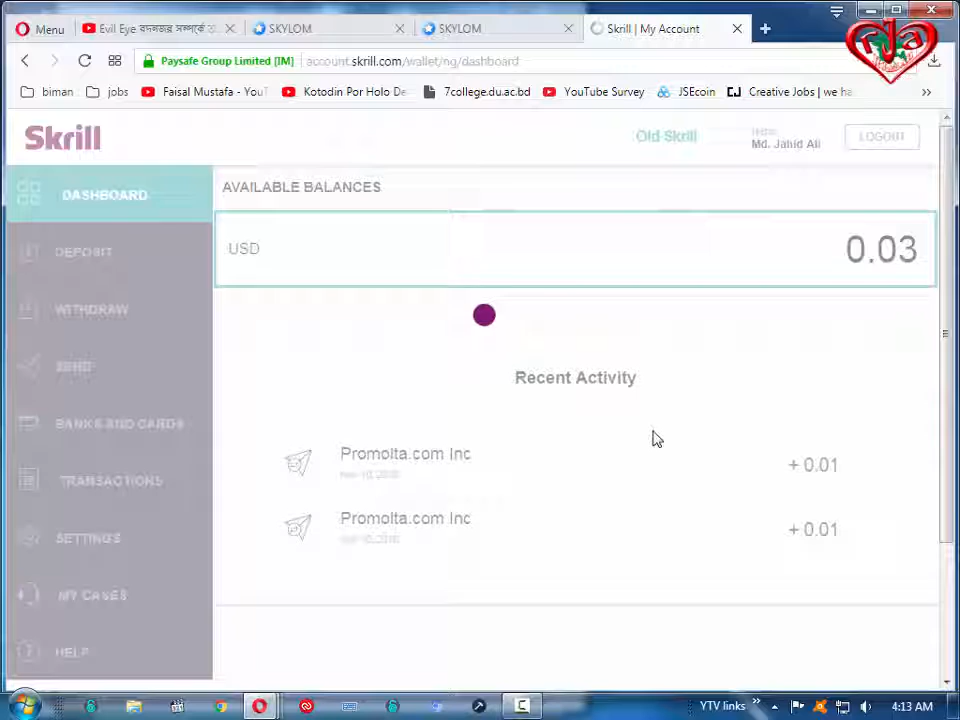 Menu
Evil Eye বদনজর সম্পর্কে
SKYLOM
SKYLOM
Skrill | My Account
Paysafe Group Limited [IM]
account.skrill.com/wallet/ng/dashboard
biman
jobs
Faisal Mustafa - YouT
Kotodin Por Holo De
7college.du.ac.bd
YouTube Survey
JSEcoin
Creative Jobs | we ha
Skrill
Old Skrill
Md. Jahid Ali
LOGOUT
DASHBOARD
AVAILABLE BALANCES
DEPOSIT
USD
0.03
WITHDRAW
SEND
Recent Activity
BANKS AND CARDS
Promolta.com Inc
+ 0.01
TRANSACTIONS
Promolta.com Inc
+ 0.01
SETTINGS
MY CASES
HELP
YTV links
4:13 AM